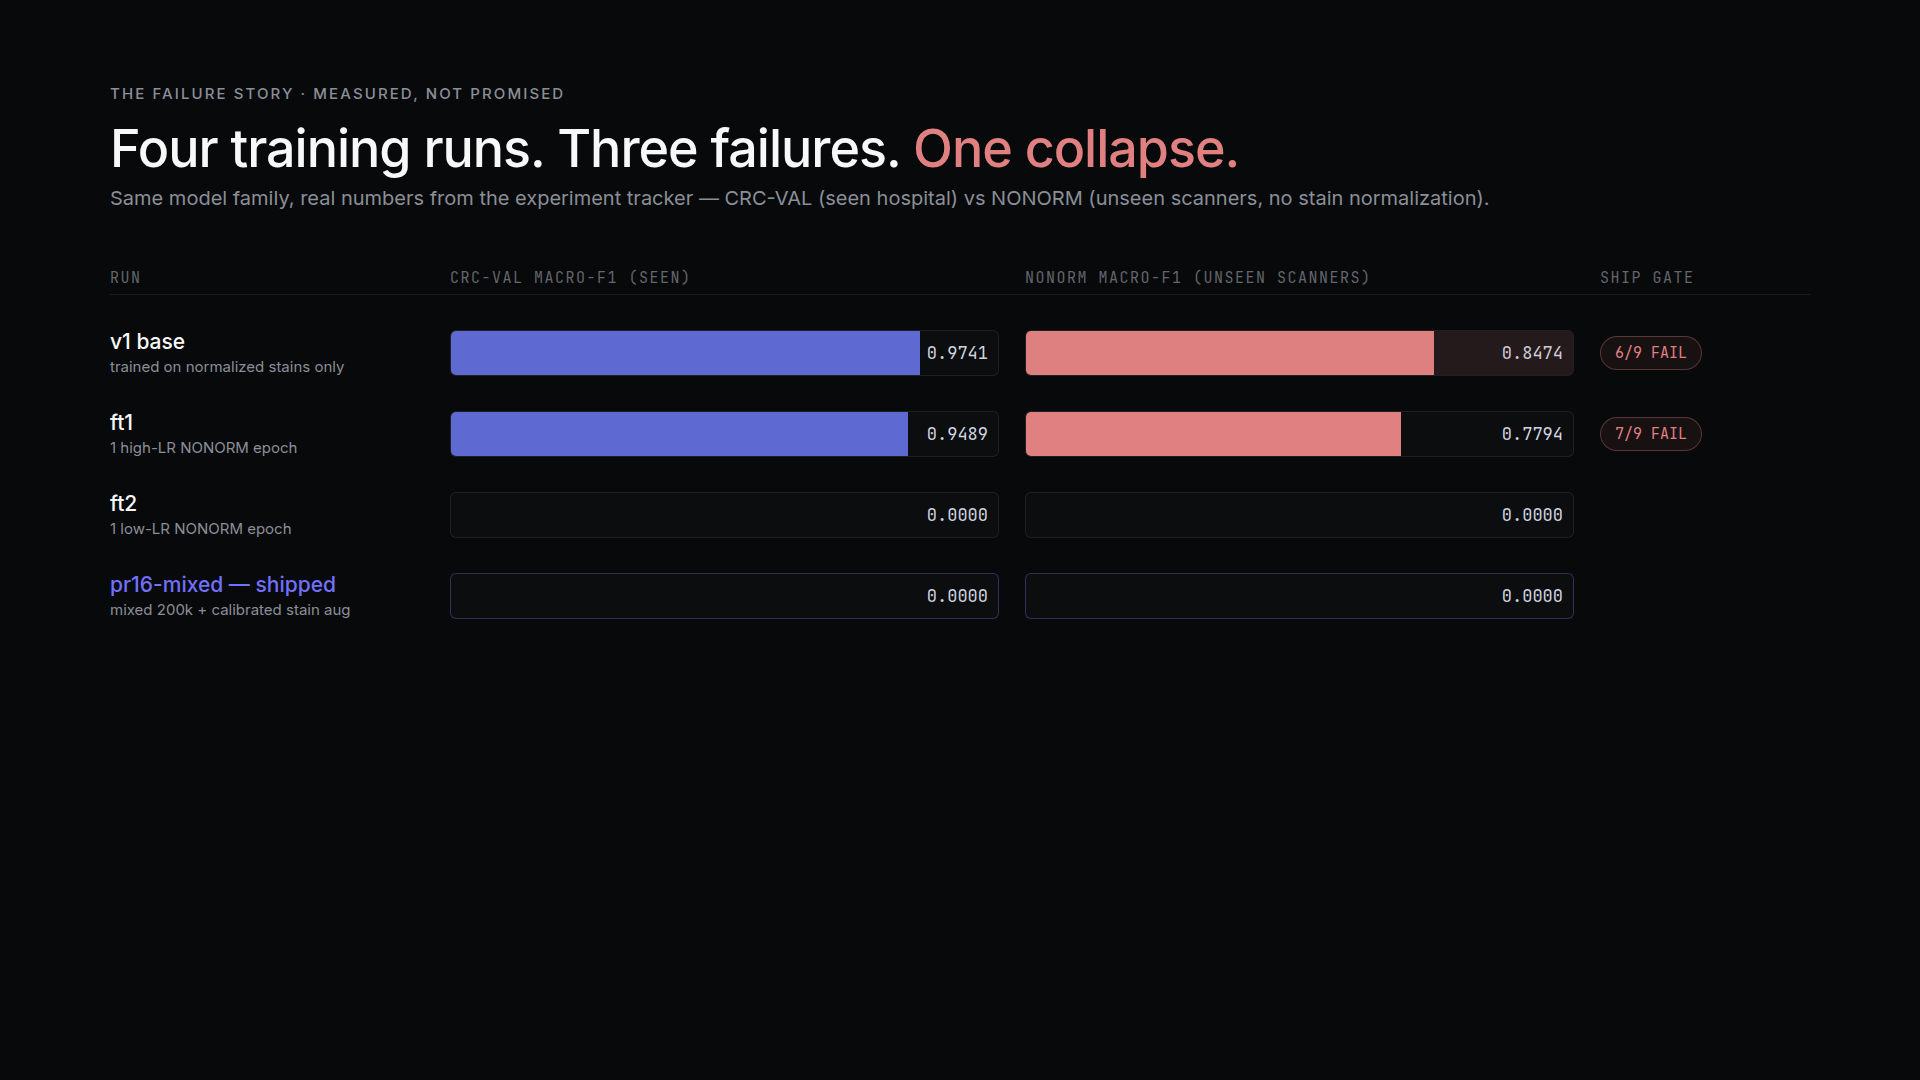 THE FAILURE STORY · MEASURED, NOT PROMISED
Four training runs. Three failures. One collapse.
Same model family, real numbers from the experiment tracker — CRC-VAL (seen hospital) vs NONORM (unseen scanners, no stain normalization).
RUN CRC-VAL MACRO-F1 (SEEN) NONORM MACRO-F1 (UNSEEN SCANNERS) SHIP GATE
v1 base
trained on normalized stains only
0.9741 0.8474 6/9 FAIL
ft1
1 high-LR NONORM epoch
0.9489 0.7794 7/9 FAIL
ft2
1 low-LR NONORM epoch
0.0000 0.0000
pr16-mixed — shipped
mixed 200k + calibrated stain aug
0.0000 0.0000